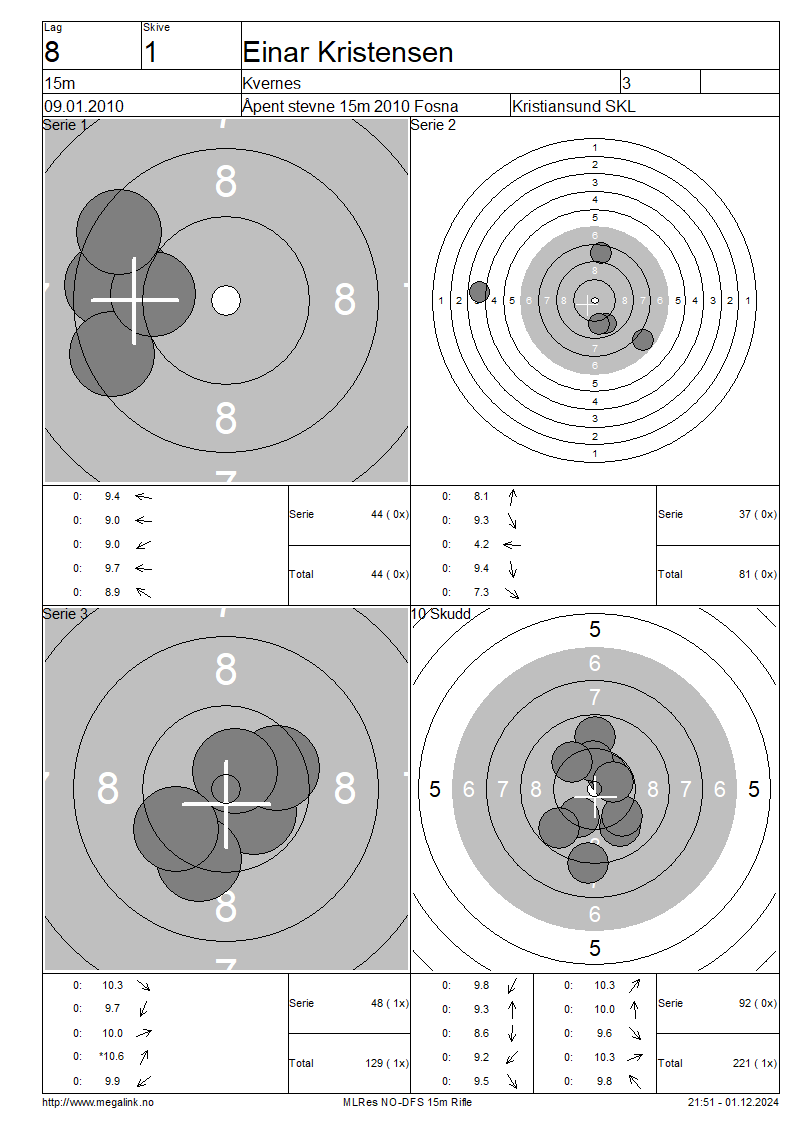 Lag Skive
8 1 Einar Kristensen
15m Kvernes 3
09.01.2010 Åpent stevne 15m 2010 Fosna Kristiansund SKL
Serie 1
7
8
8
8
7
0: 9.4
0: 9.0
0: 9.0
0: 9.7
0: 8.9
Serie 44 ( 0x)
Total 44 ( 0x)
Serie 2
1
2
3
4
5
6
8
1 2 4 5 6 7 8 8 7 6 5 4 3 2 1
7
6
5
4
3
2
1
0: 8.1
0: 9.3
0: 4.2
0: 9.4
0: 7.3
Serie 37 ( 0x)
Total 81 ( 0x)
Serie 3
7
8
8 8
8
7
0: 10.3
0: 9.7
0: 10.0
0: *10.6
0: 9.9
Serie 48 ( 1x)
Total 129 ( 1x)
10 Skudd
5
6
7
5 6 7 8 8 7 6 5
8
7
6
5
0: 9.8 0: 10.3
0: 9.3 0: 10.0
0: 8.6 0: 9.6
0: 9.2 0: 10.3
0: 9.5 0: 9.8
Serie 92 ( 0x)
Total 221 ( 1x)
http://www.megalink.no MLRes NO-DFS 15m Rifle 21:51 - 01.12.2024